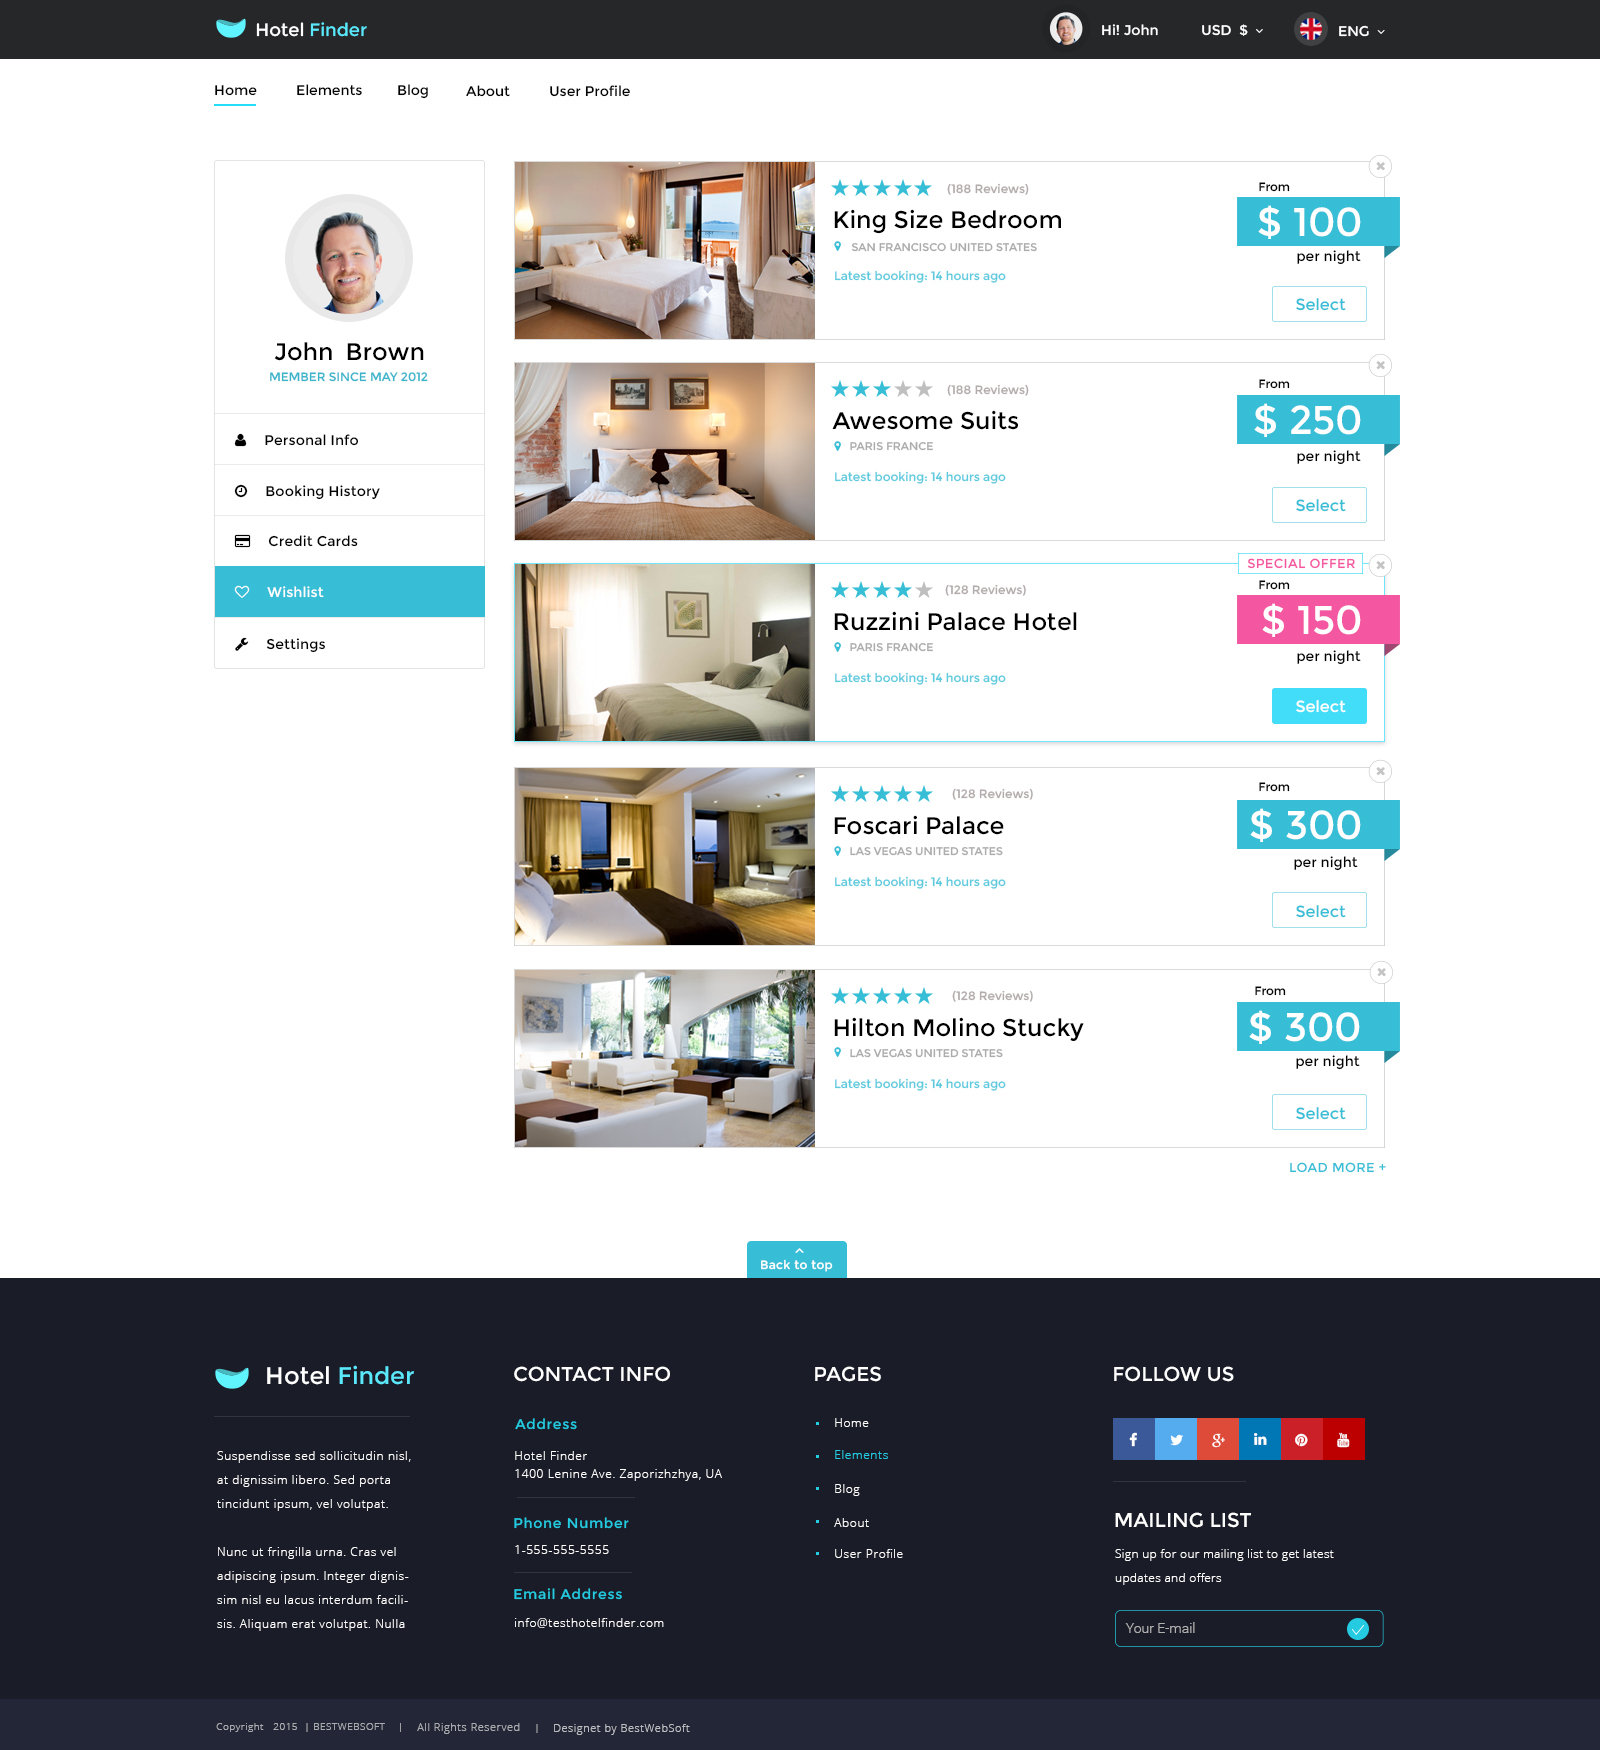 Hotel Finder
Hi! John
USD $
ENG
Home
Elements
Blog
About
User Profile
John Brown
MEMBER SINCE MAY 2012
Personal Info
Booking History
Credit Cards
Wishlist
Settings
(188 Reviews)
King Size Bedroom
SAN FRANCISCO UNITED STATES
Latest booking: 14 hours ago
From
$ 100
per night
Select
(188 Reviews)
Awesome Suits
PARIS FRANCE
Latest booking: 14 hours ago
From
$ 250
per night
Select
SPECIAL OFFER
(128 Reviews)
Ruzzini Palace Hotel
PARIS FRANCE
Latest booking: 14 hours ago
From
$ 150
per night
Select
(128 Reviews)
Foscari Palace
LAS VEGAS UNITED STATES
Latest booking: 14 hours ago
From
$ 300
per night
Select
(128 Reviews)
Hilton Molino Stucky
LAS VEGAS UNITED STATES
Latest booking: 14 hours ago
From
$ 300
per night
Select
LOAD MORE +
Back to top
Hotel Finder
Suspendisse sed sollicitudin nisl,
at dignissim libero. Sed porta
tincidunt ipsum, vel volutpat.
Nunc ut fringilla urna. Cras vel
adipiscing ipsum. Integer dignis-
sim nisl eu lacus interdum facili-
sis. Aliquam erat volutpat. Nulla
CONTACT INFO
Address
Hotel Finder
1400 Lenine Ave. Zaporizhzhya, UA
Phone Number
1-555-555-5555
Email Address
info@testhotelfinder.com
PAGES
Home
Elements
Blog
About
User Profile
FOLLOW US
f
g+
in
You
MAILING LIST
Sign up for our mailing list to get latest
updates and offers
Your E-mail
Copyright 2015 | BESTWEBSOFT | All Rights Reserved | Designet by BestWebSoft